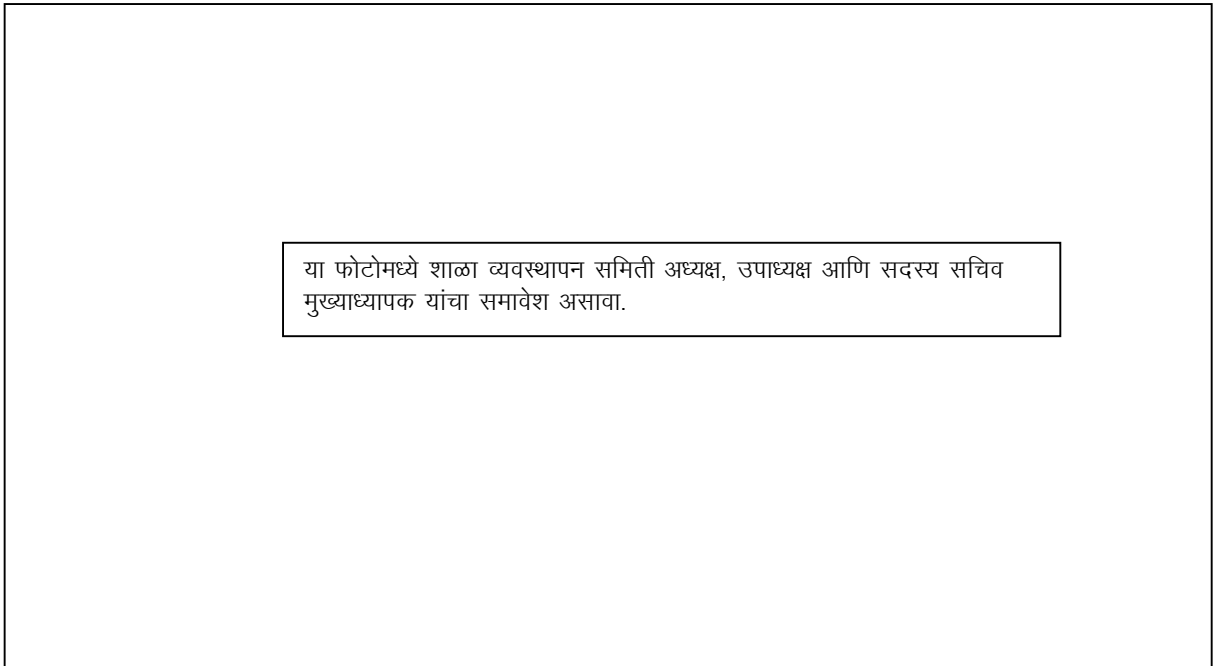 या फोटोमध्ये शाळा व्यवस्थापन समिती अध्यक्ष, उपाध्यक्ष आणि सदस्य सचिव
मुख्याध्यापक यांचा समावेश असावा.